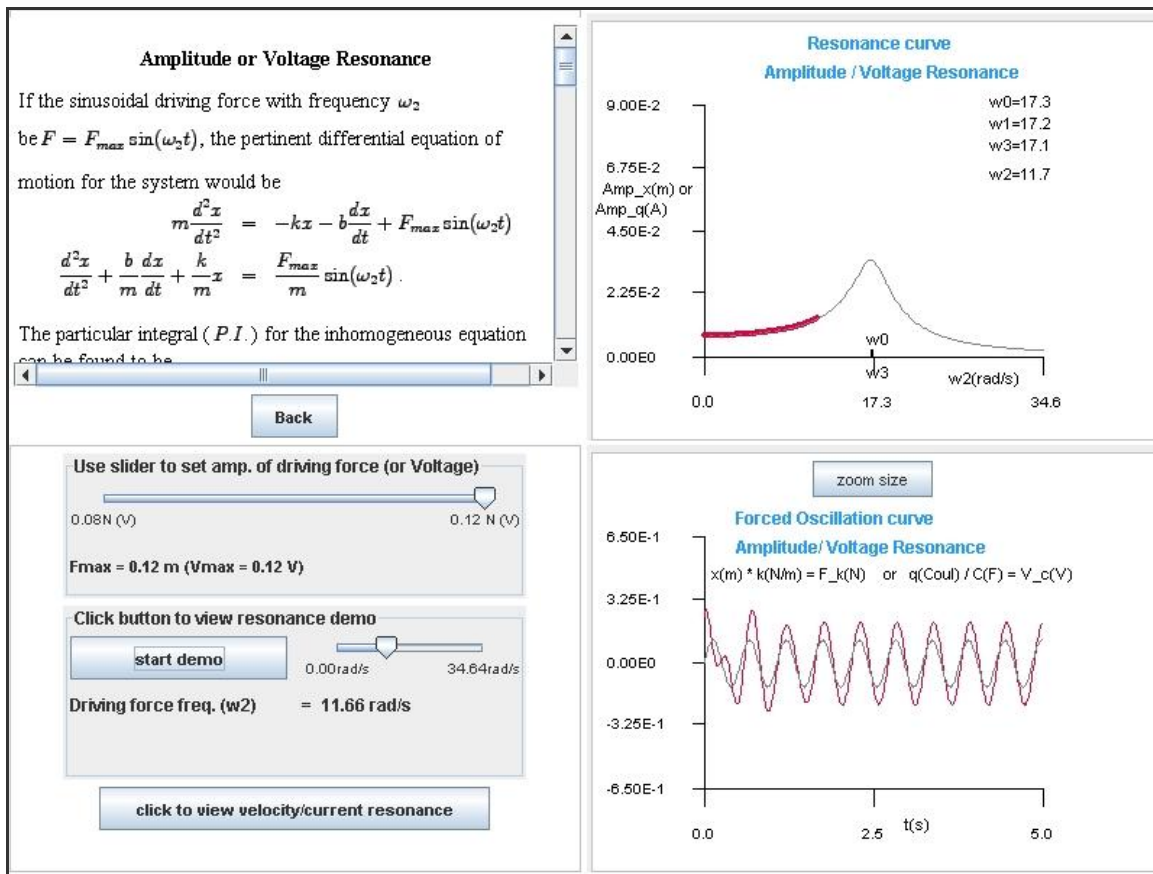 Amplitude or Voltage Resonance
If the sinusoidal driving force with frequency ω₂
be F = F_max sin(ω₂t), the pertinent differential equation of
motion for the system would be
m d²x/dt² = -kx - b dx/dt + F_max sin(ω₂t)
d²x/dt² + b/m dx/dt + k/m x = F_max/m sin(ω₂t) .
The particular integral ( P.I. ) for the inhomogeneous equation
can be found to be
Back
Use slider to set amp. of driving force (or Voltage)
0.08N (V) 0.12 N (V)
Fmax = 0.12 m (Vmax = 0.12 V)
Click button to view resonance demo
start demo
0.00rad/s 34.64rad/s
Driving force freq. (w2) = 11.66 rad/s
click to view velocity/current resonance
Resonance curve
Amplitude / Voltage Resonance
w0=17.3
w1=17.2
w3=17.1
w2=11.7
9.00E-2
6.75E-2
Amp_x(m) or
Amp_q(A)
4.50E-2
2.25E-2
0.00E0
w0
w3
w2(rad/s)
0.0 17.3 34.6
zoom size
Forced Oscillation curve
Amplitude/ Voltage Resonance
x(m) * k(N/m) = F_k(N) or q(Coul) / C(F) = V_c(V)
6.50E-1
3.25E-1
0.00E0
-3.25E-1
-6.50E-1
0.0 2.5 t(s) 5.0